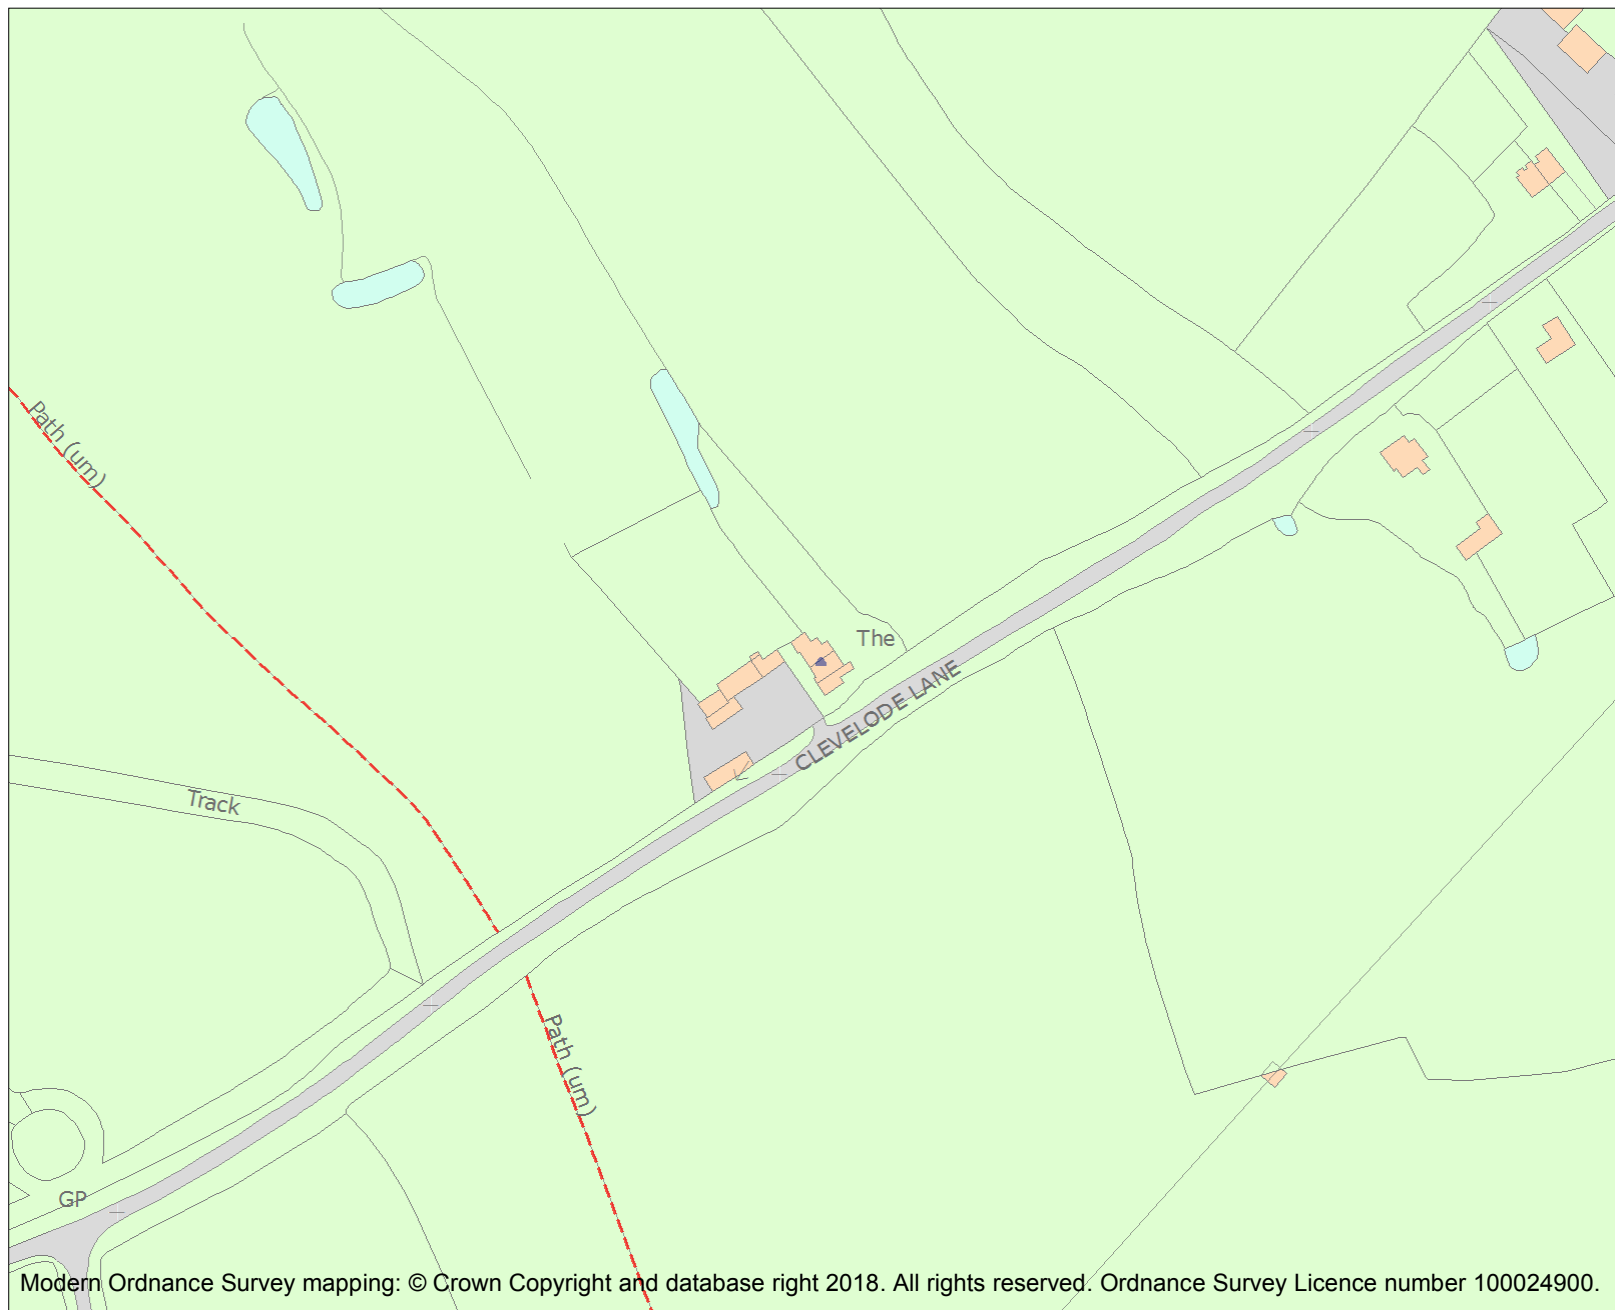 Path (um)
The
CLEVELODE LANE
Track
Path (um)
GP
Modern Ordnance Survey mapping: © Crown Copyright and database right 2018. All rights reserved. Ordnance Survey Licence number 100024900.